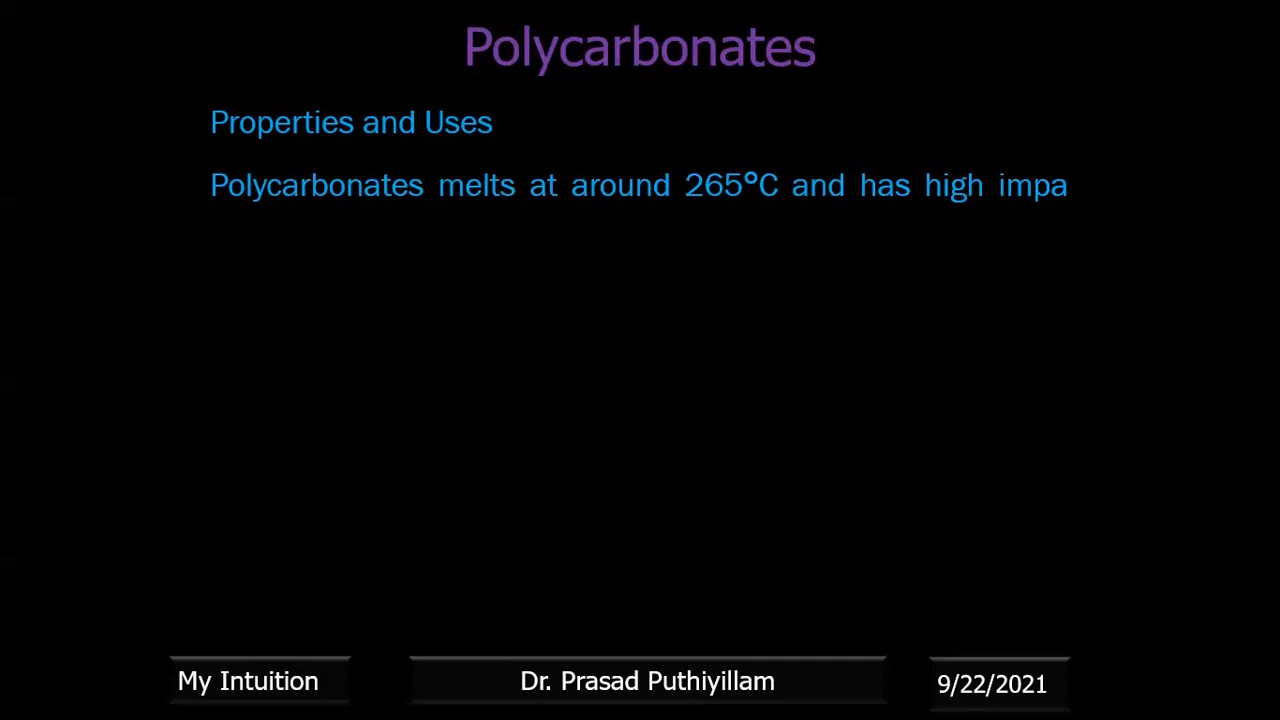 Polycarbonates
Properties and Uses
Polycarbonates melts at around 265°C and has high impa
My Intuition
Dr. Prasad Puthiyillam
9/22/2021